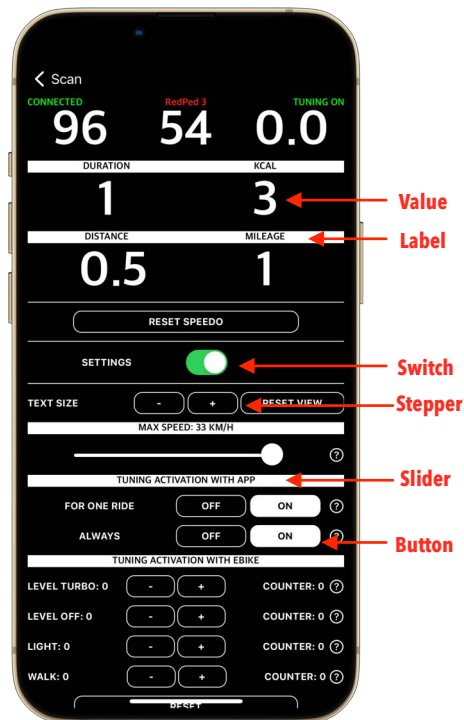 Scan
CONNECTED RedPed 3 TUNING ON
96 54 0.0
DURATION KCAL
1 3 Value
DISTANCE MILEAGE Label
0.5 1
RESET SPEEDO
SETTINGS Switch
TEXT SIZE - + RESET VIEW Stepper
MAX SPEED: 33 KM/H
?
TUNING ACTIVATION WITH APP Slider
FOR ONE RIDE OFF ON ?
ALWAYS OFF ON ? Button
TUNING ACTIVATION WITH EBIKE
LEVEL TURBO: 0 - + COUNTER: 0 ?
LEVEL OFF: 0 - + COUNTER: 0 ?
LIGHT: 0 - + COUNTER: 0 ?
WALK: 0 - + COUNTER: 0 ?
RESET